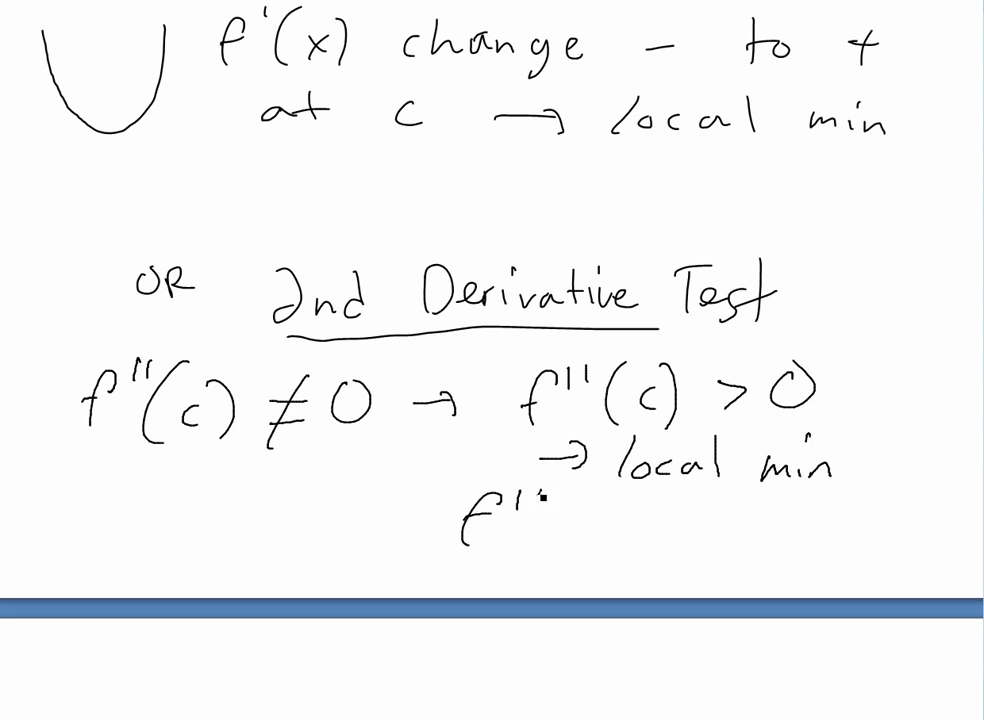 f'(x) change - to +
at c → local min
OR 2nd Derivative Test
f''(c) ≠ 0 → f''(c) > 0
→ local min
f''